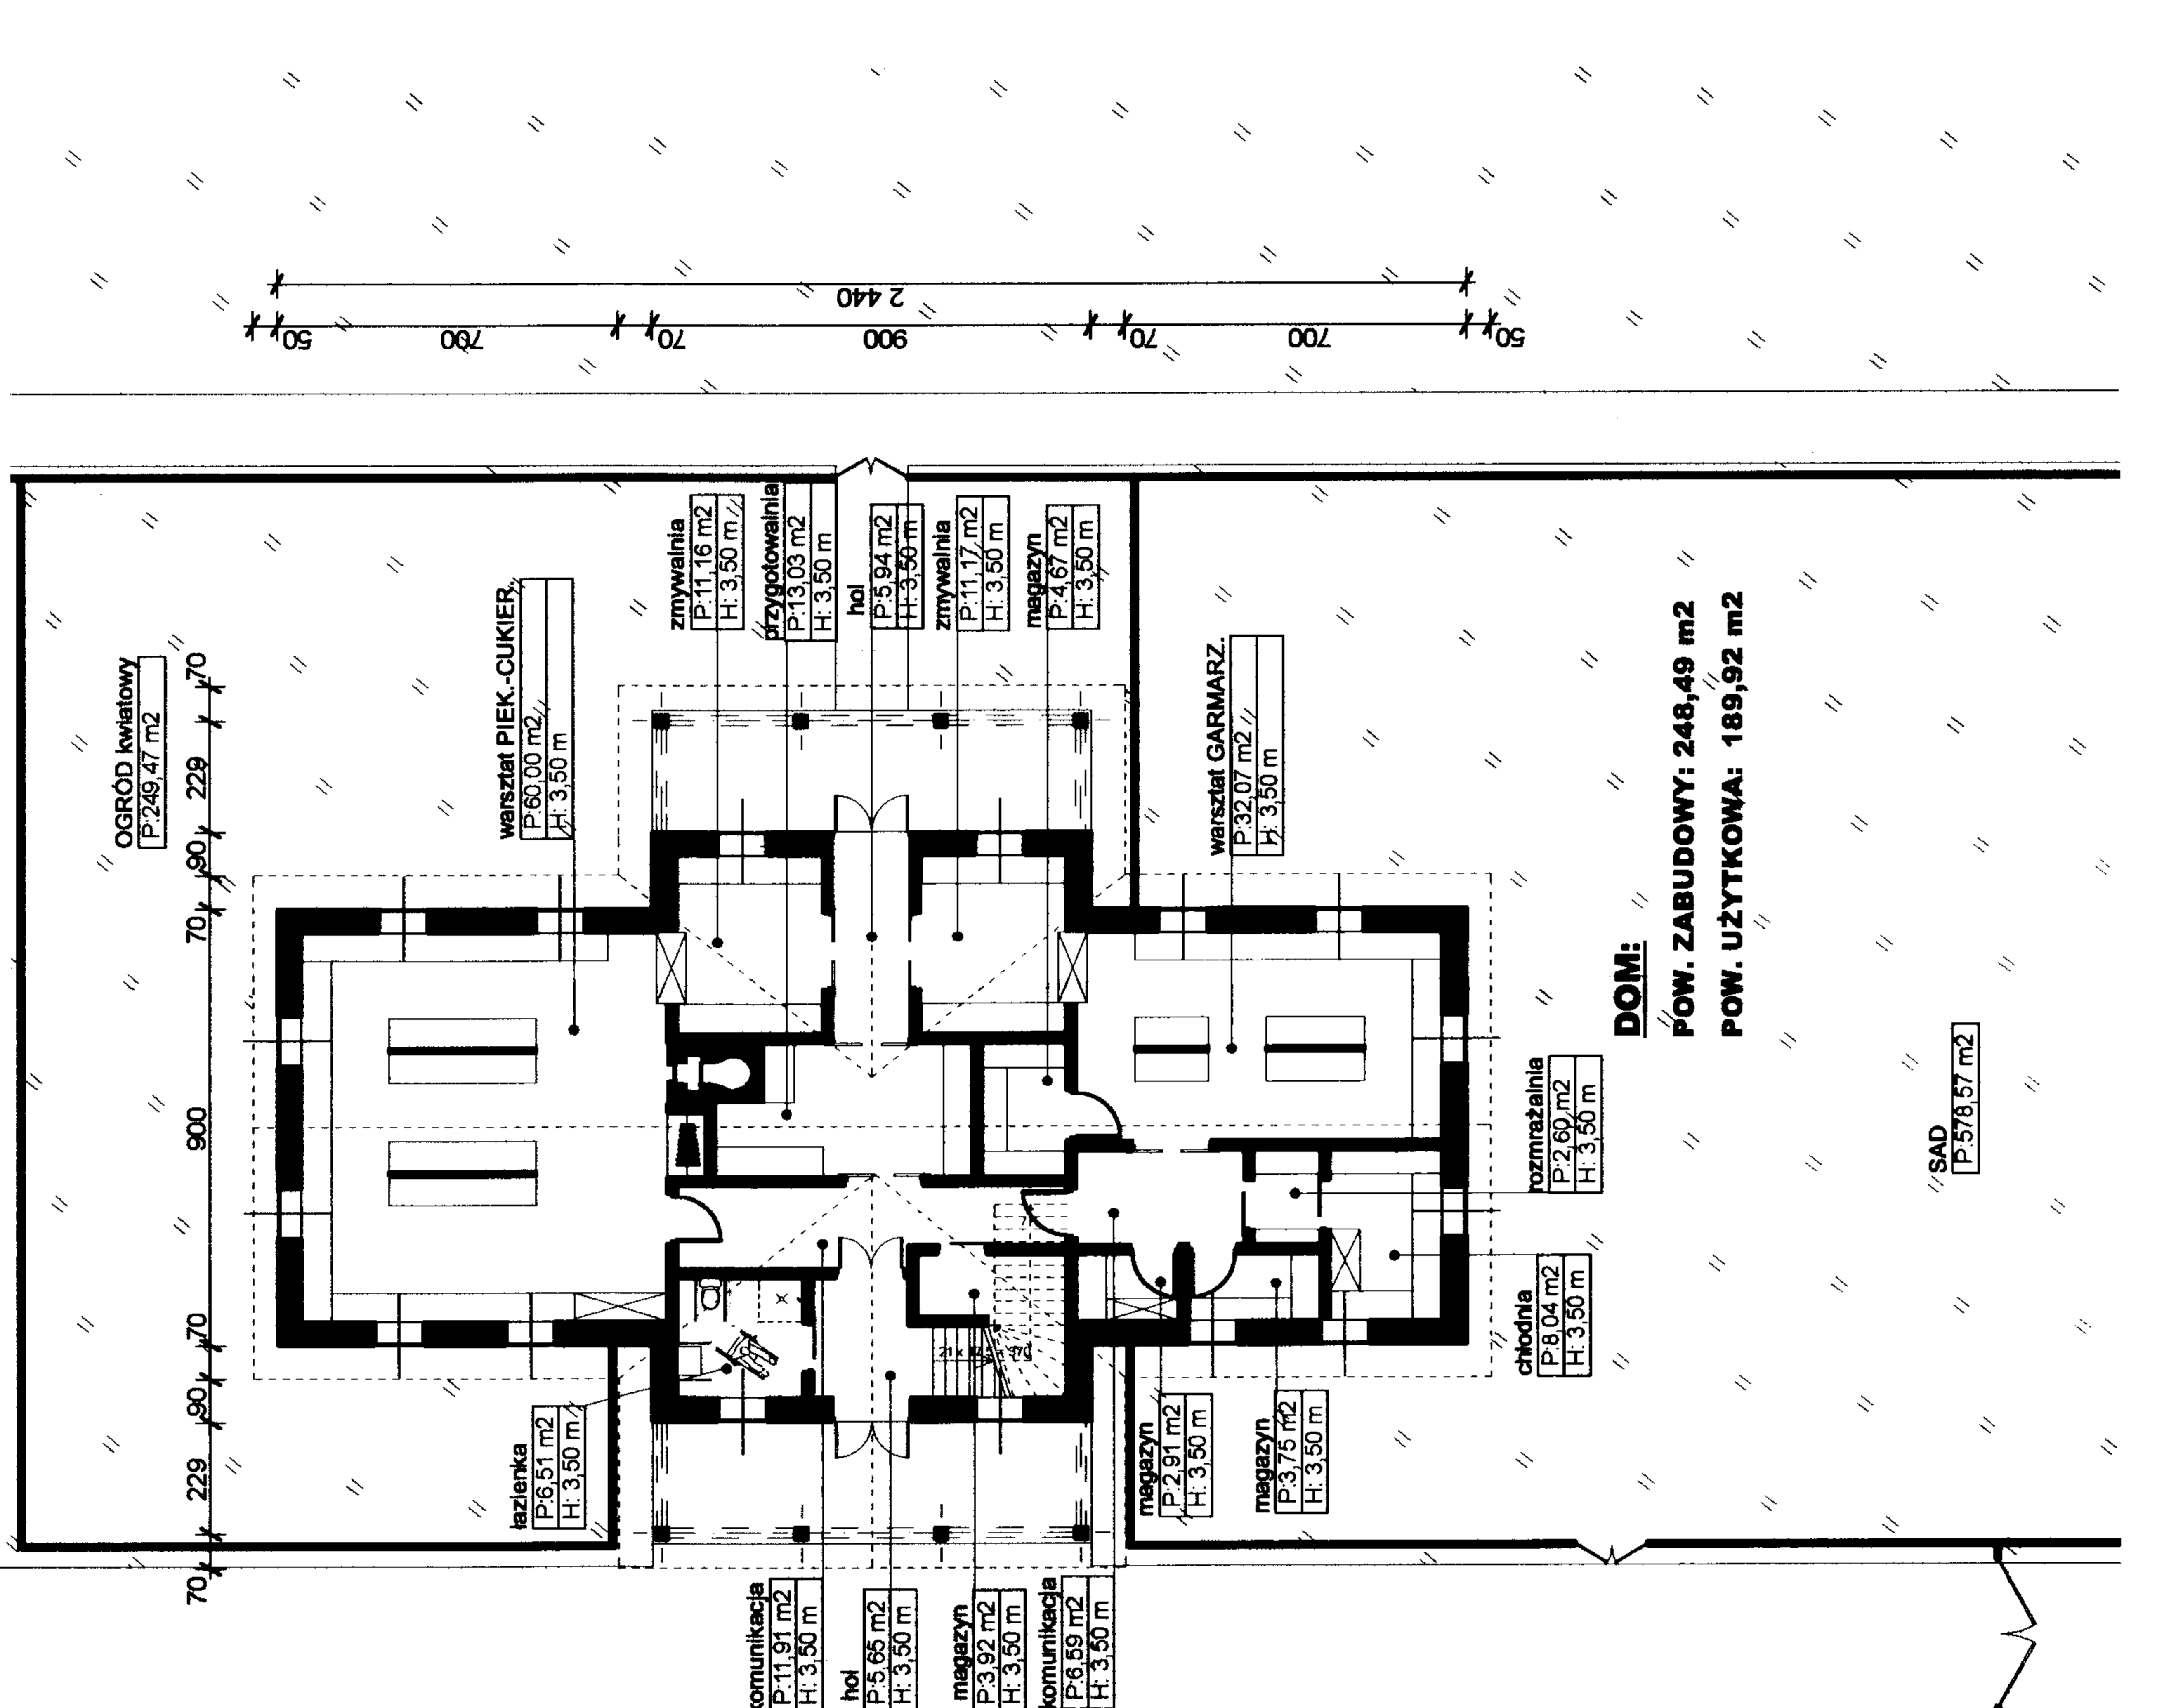 2 440
50
700
70
900
70
700
50
OGRÓD kwiatowy
P:249,47 m2
70
229
90
70
900
70
90
229
70
warsztat PIEK.-CUKIER.
P:60,00 m2
H: 3,50 m
zmywalnia
P:11,16 m2
H: 3,50 m
przygotowalnia
P:13,03 m2
H: 3,50 m
hol
P:5,94 m2
H: 3,50 m
zmywalnia
P:11,17 m2
H: 3,50 m
magazyn
P:4,67 m2
H: 3,50 m
warsztat GARMARZ.
P:32,07 m2
H: 3,50 m
DOM:
POW. ZABUDOWY: 248,49 m2
POW. UŻYTKOWA: 189,92 m2
rozmrażalnia
P:2,60 m2
H: 3,50 m
SAD
P:578,57 m2
chłodnia
P:8,04 m2
H: 3,50 m
łazienka
P:6,51 m2
H: 3,50 m
magazyn
P:2,91 m2
H: 3,50 m
magazyn
P:3,75 m2
H: 3,50 m
komunikacja
P:11,91 m2
H: 3,50 m
hol
P:5,65 m2
H: 3,50 m
magazyn
P:3,92 m2
H: 3,50 m
komunikacja
P:6,59 m2
H: 3,50 m